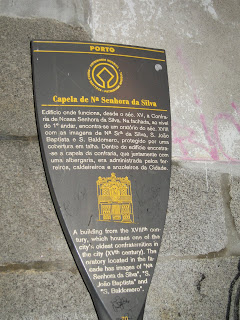 PORTO
Capela de Nª Senhora da Silva
Edifício onde funciona, desde o séc. XV, a Confra-
ria de Nossa Senhora da Silva. Na fachada, ao nível
do 1º andar, encontra-se um oratório do séc. XVIII
com as imagens de Nª Srª da Silva, S. João
Baptista e S. Baldomero, protegido por uma
cobertura em talha. Dentro do edifício encontra-
-se a capela da confraria, que juntamente com
uma albergaria, era administrada pelos fer-
reiros, caldeireiros e anzoleiros da Cidade.
A building from the XVIIIth cen-
tury, which houses one of the
city's oldest confraternities in
the city (XVth century). The
oratory located in the fa-
cade has images of "Nª
Senhora da Silva", "S.
João Baptista" and
"S. Baldomero".